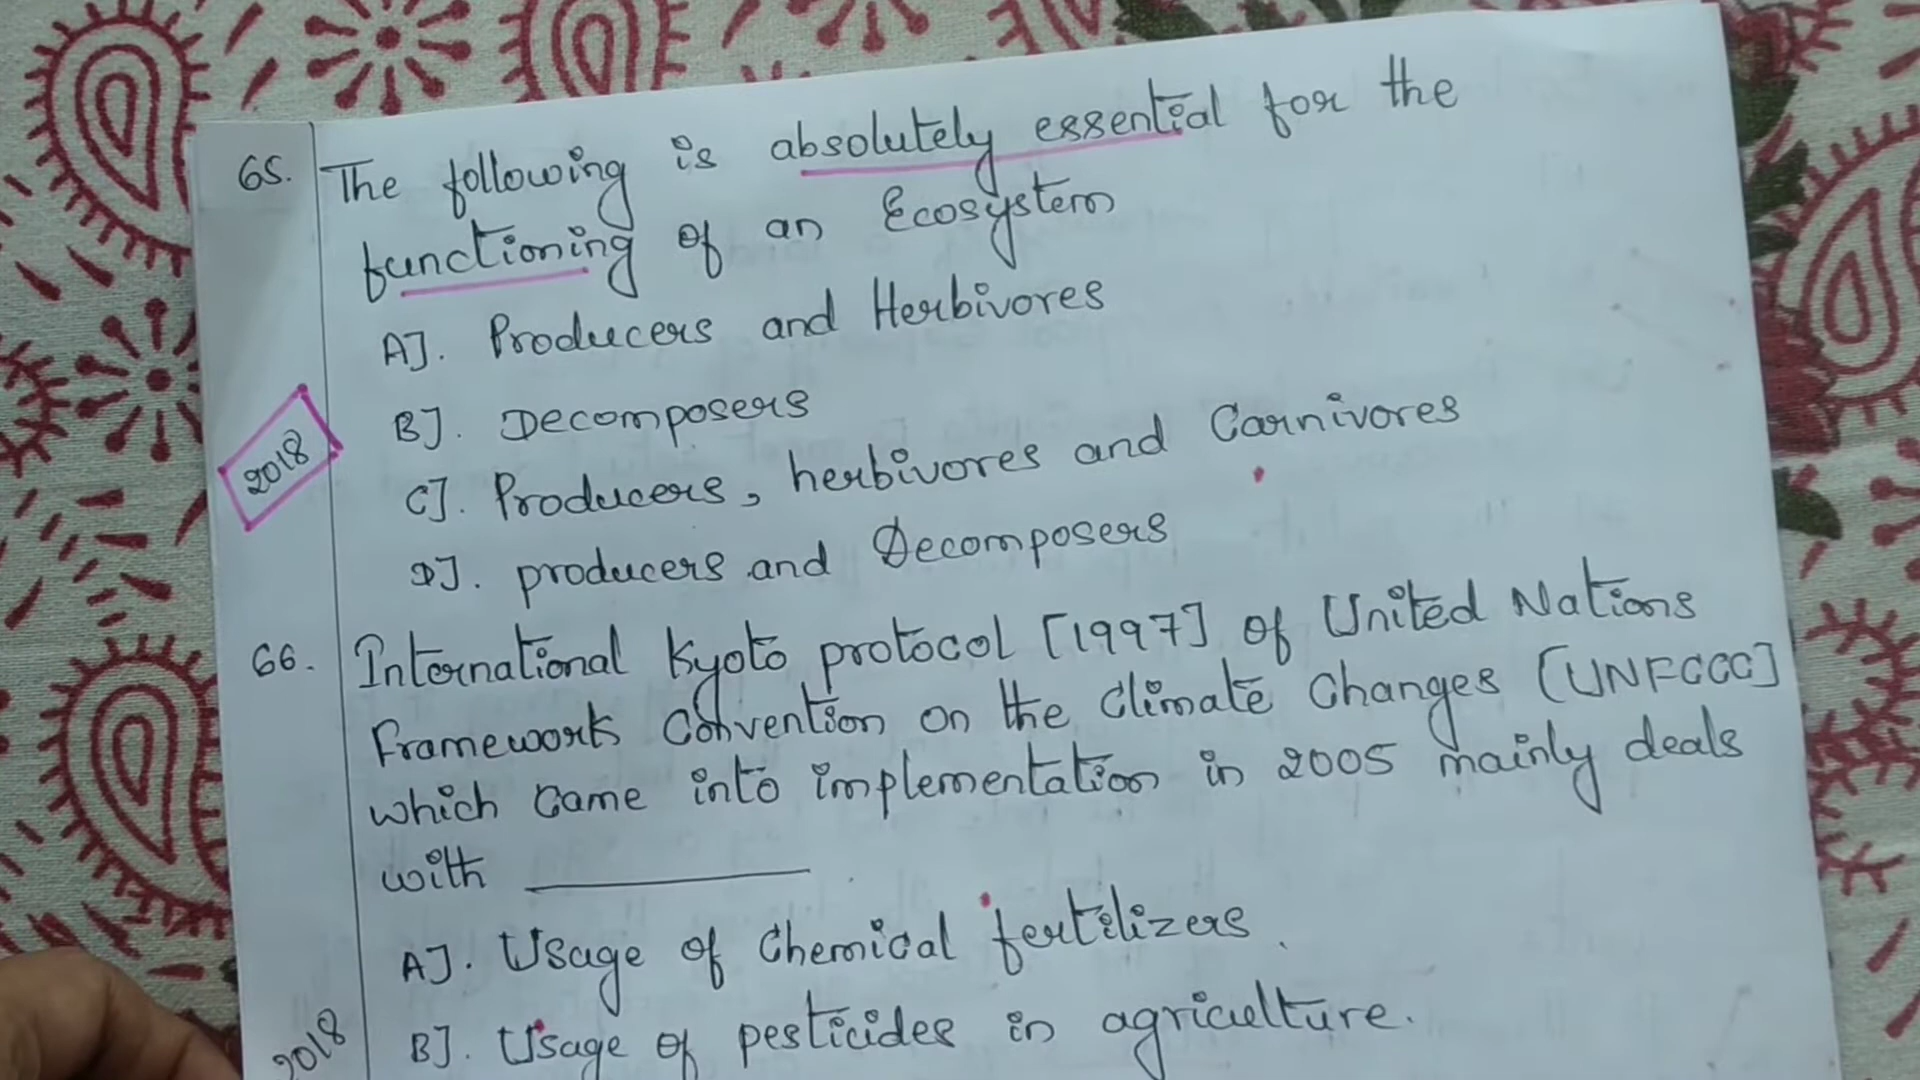 65. The following is absolutely essential for the
functioning of an Ecosystem
A]. Producers and Herbivores
B]. Decomposers
2018
C]. Producers, herbivores and Carnivores
D]. producers and Decomposers
66. International Kyoto protocol [1997] of United Nations
Framework Convention on the Climate Changes [UNFCCC]
which came into implementation in 2005 mainly deals
with ________
A]. Usage of Chemical fertilizers.
2018
B]. Usage of pesticides in agriculture.